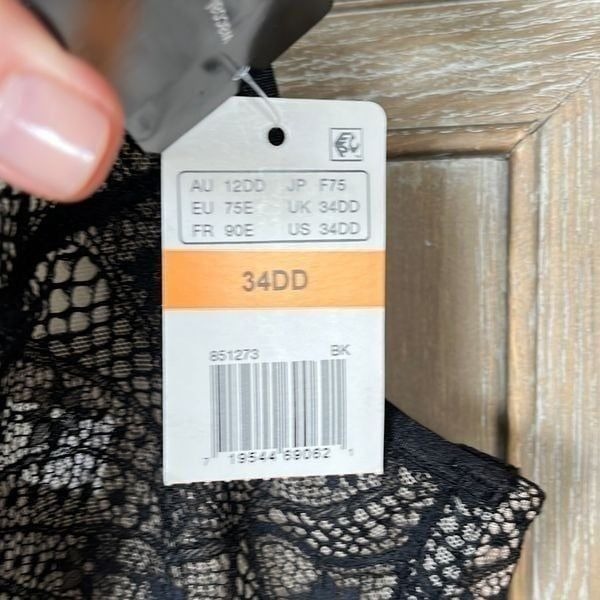 AU 12DD JP F75
EU 75E UK 34DD
FR 90E US 34DD
34DD
851273 BK
7 19544 69062 1